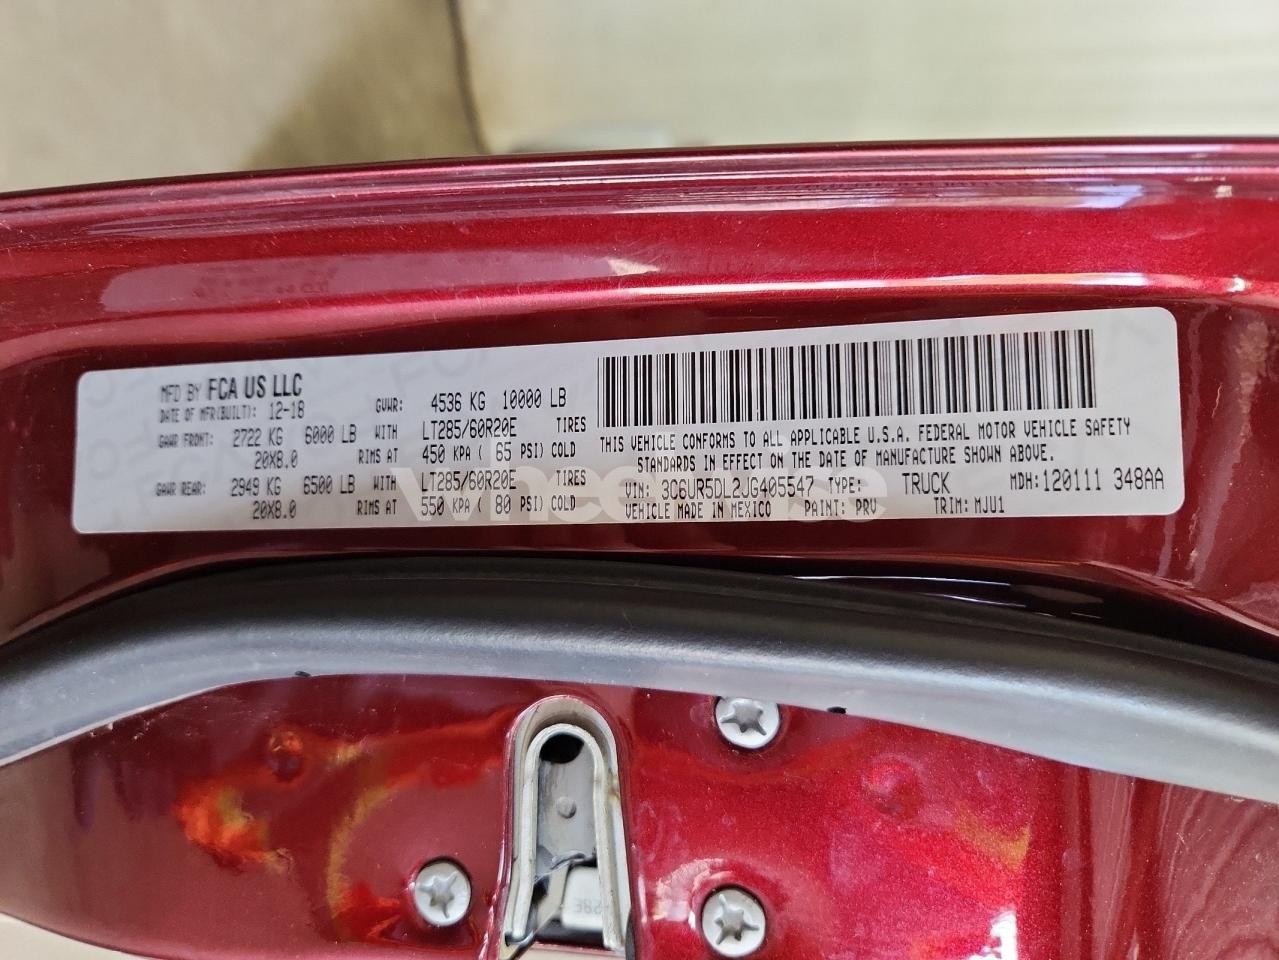 MFD BY FCA US LLC
DATE OF MFR(BUILT): 12-18 GVWR: 4536 KG 10000 LB
GAWR FRONT: 2722 KG 6000 LB WITH LT285/60R20E TIRES
20X8.0 RIMS AT 450 KPA ( 65 PSI) COLD
GAWR REAR: 2949 KG 6500 LB WITH LT285/60R20E TIRES
20X8.0 RIMS AT 550 KPA ( 80 PSI) COLD
THIS VEHICLE CONFORMS TO ALL APPLICABLE U.S.A. FEDERAL MOTOR VEHICLE SAFETY
STANDARDS IN EFFECT ON THE DATE OF MANUFACTURE SHOWN ABOVE.
VIN: 3C6UR5DL2JG405547 TYPE: TRUCK MDH: 120111 348AA
VEHICLE MADE IN MEXICO PAINT: PRV TRIM: MJU1
-28E